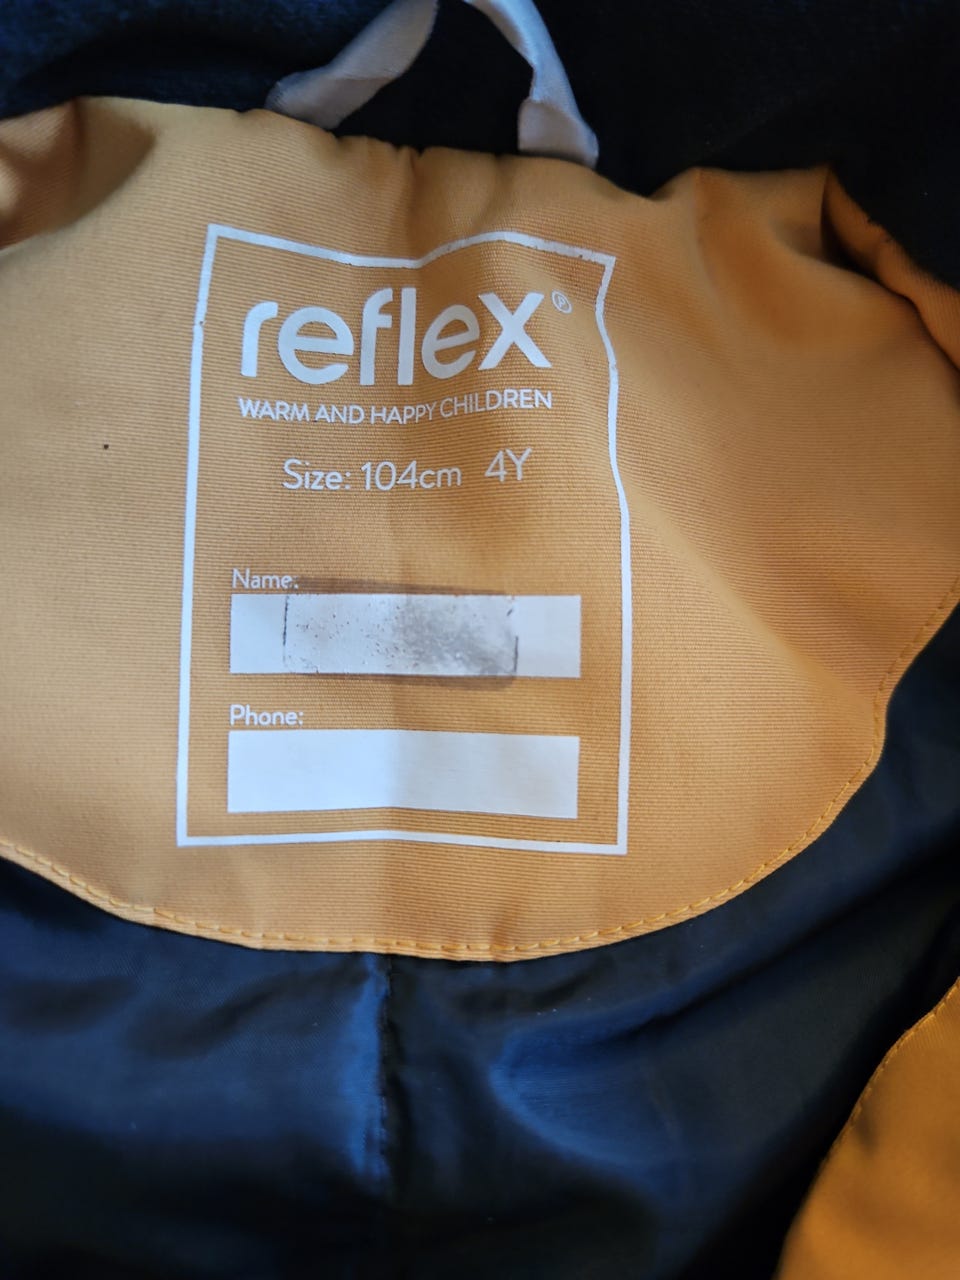 reflex®
WARM AND HAPPY CHILDREN
Size: 104cm 4Y
Name:
Phone: